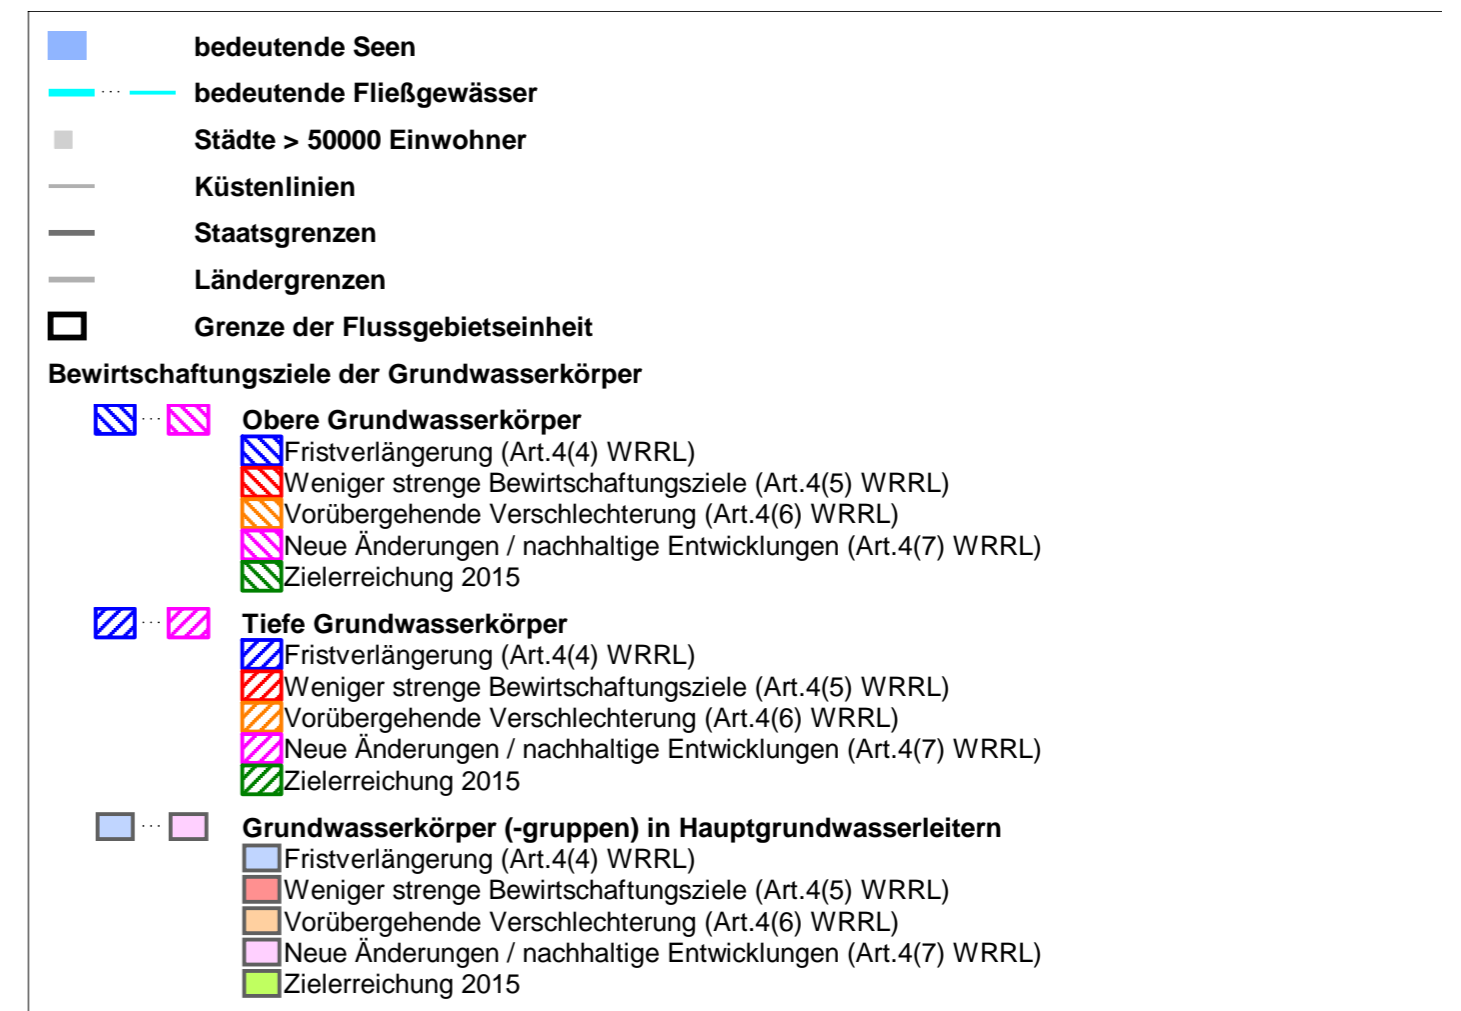 bedeutende Seen
bedeutende Fließgewässer
Städte > 50000 Einwohner
Küstenlinien
Staatsgrenzen
Ländergrenzen
Grenze der Flussgebietseinheit
Bewirtschaftungsziele der Grundwasserkörper
Obere Grundwasserkörper
Fristverlängerung (Art.4(4) WRRL)
Weniger strenge Bewirtschaftungsziele (Art.4(5) WRRL)
Vorübergehende Verschlechterung (Art.4(6) WRRL)
Neue Änderungen / nachhaltige Entwicklungen (Art.4(7) WRRL)
Zielerreichung 2015
Tiefe Grundwasserkörper
Fristverlängerung (Art.4(4) WRRL)
Weniger strenge Bewirtschaftungsziele (Art.4(5) WRRL)
Vorübergehende Verschlechterung (Art.4(6) WRRL)
Neue Änderungen / nachhaltige Entwicklungen (Art.4(7) WRRL)
Zielerreichung 2015
Grundwasserkörper (-gruppen) in Hauptgrundwasserleitern
Fristverlängerung (Art.4(4) WRRL)
Weniger strenge Bewirtschaftungsziele (Art.4(5) WRRL)
Vorübergehende Verschlechterung (Art.4(6) WRRL)
Neue Änderungen / nachhaltige Entwicklungen (Art.4(7) WRRL)
Zielerreichung 2015